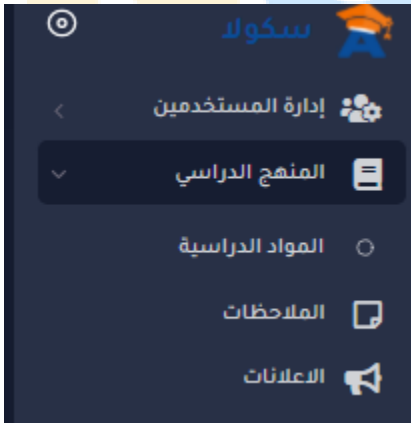 سكولا
إدارة المستخدمين
المنهج الدراسي
المواد الدراسية
الملاحظات
الاعلانات